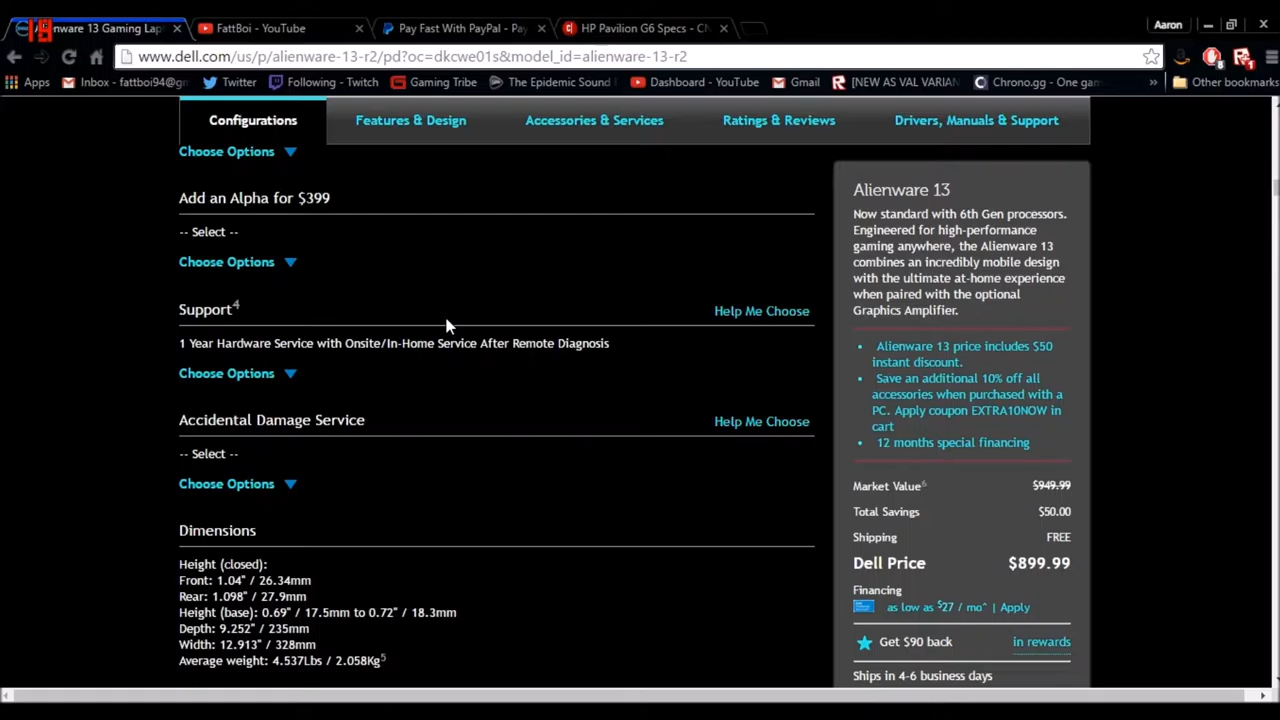 Alienware 13 Gaming Lap
FattBoi - YouTube
Pay Fast With PayPal - Pay
HP Pavilion G6 Specs - CN
Aaron
19
www.dell.com/us/p/alienware-13-r2/pd?oc=dkcwe01s&model_id=alienware-13-r2
Apps
Inbox - fattboi94@gm
Twitter
Following - Twitch
Gaming Tribe
The Epidemic Sound
Dashboard - YouTube
Gmail
[NEW AS VAL VARIAN
Chrono.gg - One gam
»
Other bookmarks
Configurations
Features & Design
Accessories & Services
Ratings & Reviews
Drivers, Manuals & Support
Choose Options
Add an Alpha for $399
-- Select --
Choose Options
Support4
Help Me Choose
1 Year Hardware Service with Onsite/In-Home Service After Remote Diagnosis
Choose Options
Accidental Damage Service
Help Me Choose
-- Select --
Choose Options
Dimensions
Height (closed):
Front: 1.04" / 26.34mm
Rear: 1.098" / 27.9mm
Height (base): 0.69" / 17.5mm to 0.72" / 18.3mm
Depth: 9.252" / 235mm
Width: 12.913" / 328mm
Average weight: 4.537Lbs / 2.058Kg5
Alienware 13
Now standard with 6th Gen processors.
Engineered for high-performance
gaming anywhere, the Alienware 13
combines an incredibly mobile design
with the ultimate at-home experience
when paired with the optional
Graphics Amplifier.
• Alienware 13 price includes $50
instant discount.
• Save an additional 10% off all
accessories when purchased with a
PC. Apply coupon EXTRA10NOW in
cart
• 12 months special financing
Market Value6 $949.99
Total Savings $50.00
Shipping FREE
Dell Price $899.99
Financing
as low as $27 / mo^ | Apply
Get $90 back in rewards
Ships in 4-6 business days